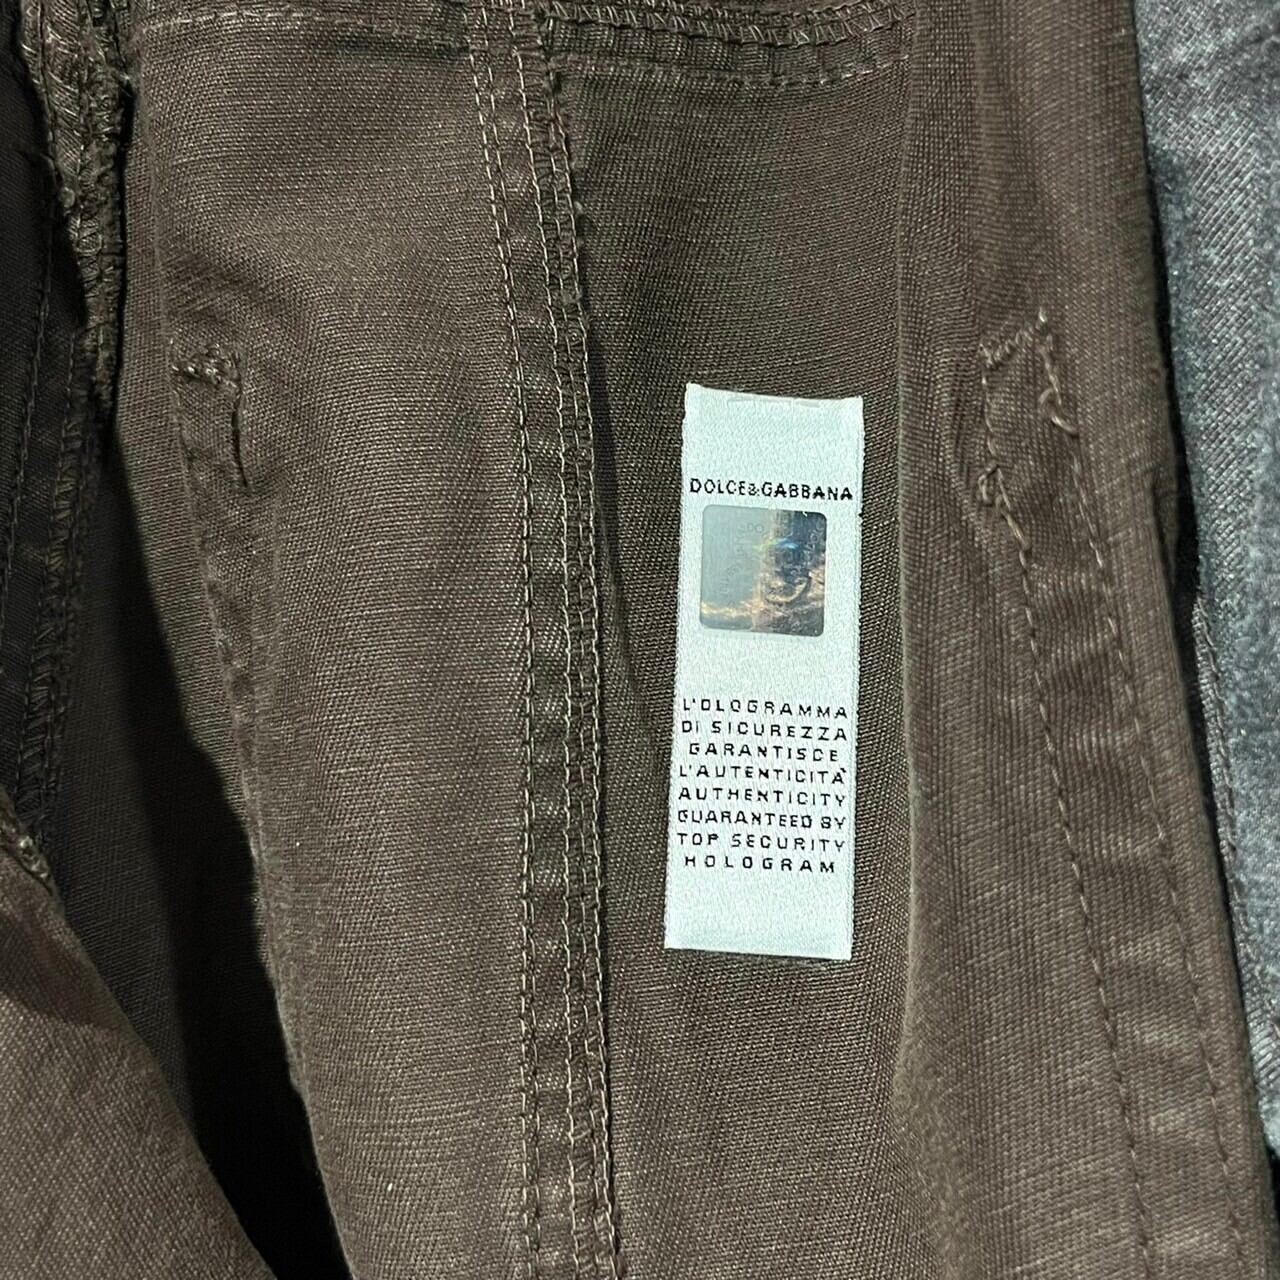 DOLCE&GABBANA
L'OLOGRAMMA
DI SICUREZZA
GARANTISCE
L'AUTENTICITÀ
AUTHENTICITY
GUARANTEED BY
TOP SECURITY
HOLOGRAM